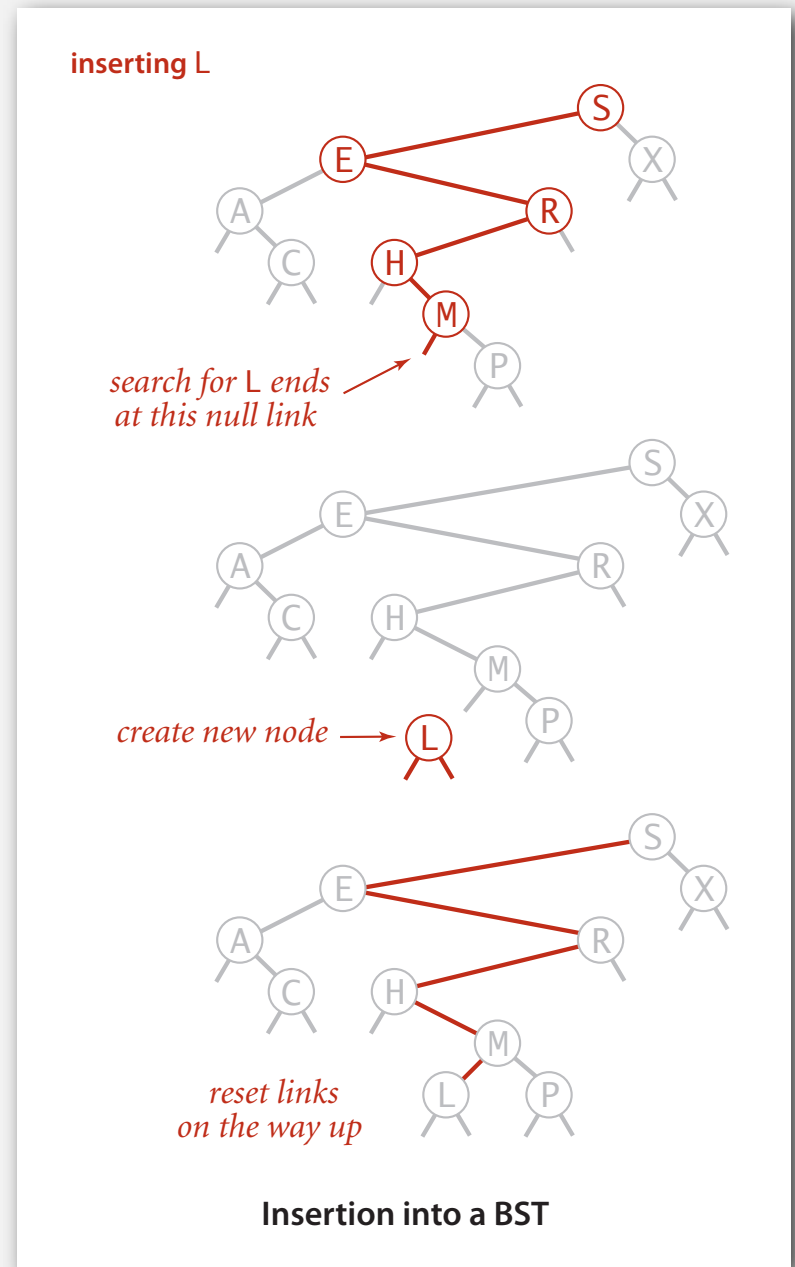 inserting L
S
E
X
A
R
C
H
M
P
search for L ends
at this null link
S
E
X
A
R
C
H
M
P
create new node
L
S
E
X
A
R
C
H
M
L
P
reset links
on the way up
Insertion into a BST